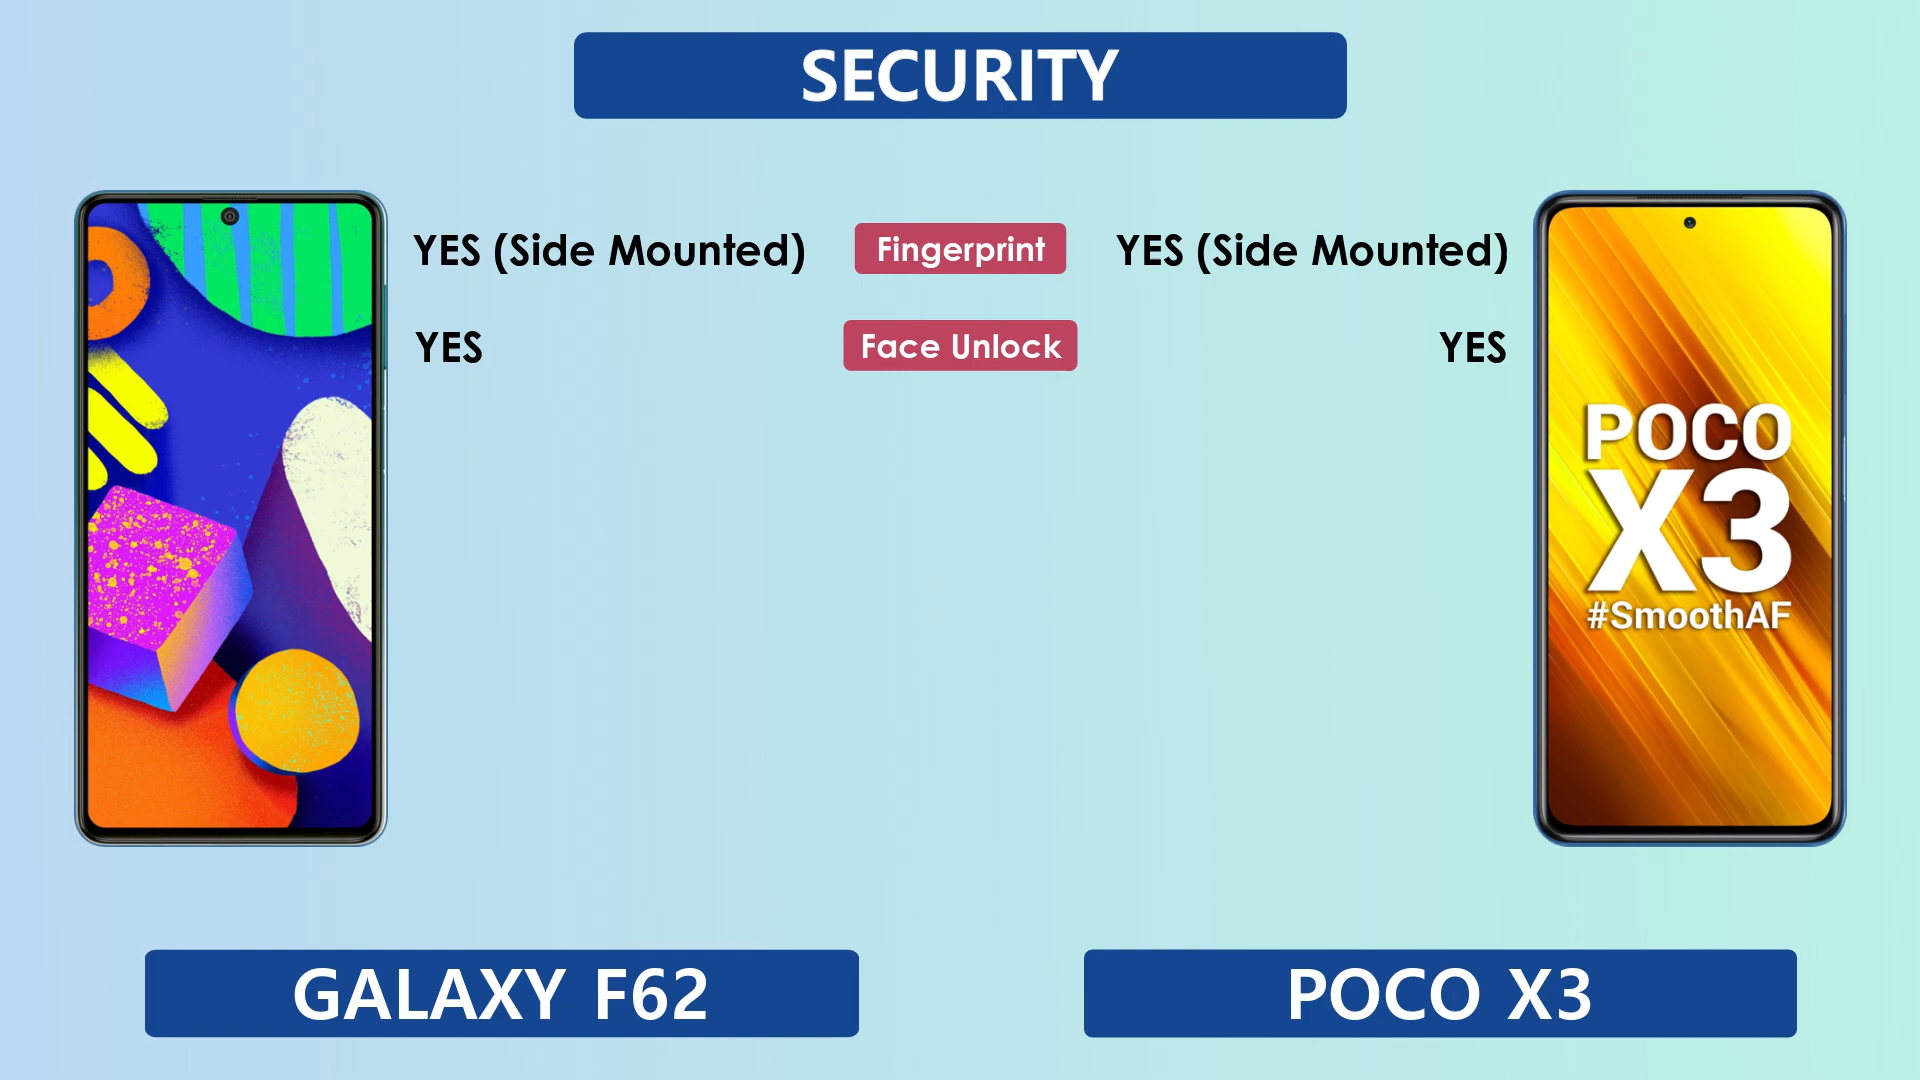 SECURITY
YES (Side Mounted) Fingerprint YES (Side Mounted)
YES Face Unlock YES
POCO
X3
#SmoothAF
GALAXY F62 POCO X3